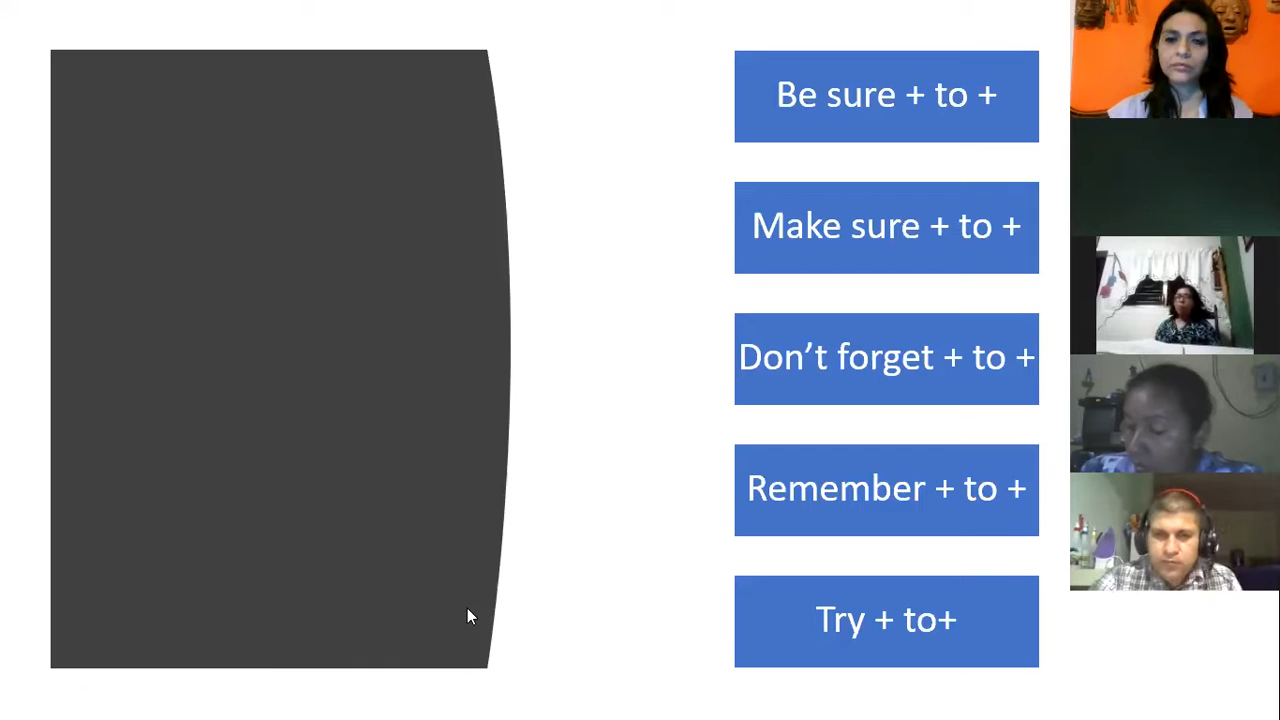 Be sure + to +
Make sure + to +
Don’t forget + to +
Remember + to +
Try + to+